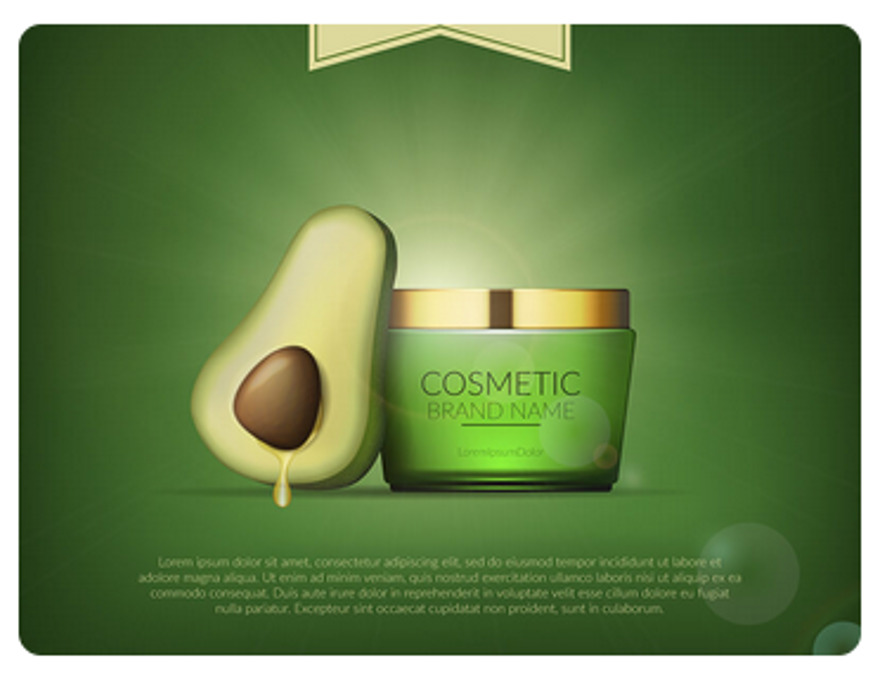 COSMETIC
BRAND NAME
LoremIpsumDolor
Lorem ipsum dolor sit amet, consectetur adipiscing elit, sed do eiusmod tempor incididunt ut labore et
adolore magna aliqua. Ut enim ad minim veniam, quis nostrud exercitation ullamco laboris nisi ut aliquip ex ea
commodo consequat. Duis aute irure dolor in reprehenderit in voluptate velit esse cillum dolore eu fugiat
nulla pariatur. Excepteur sint occaecat cupidatat non proident, sunt in culaborum.